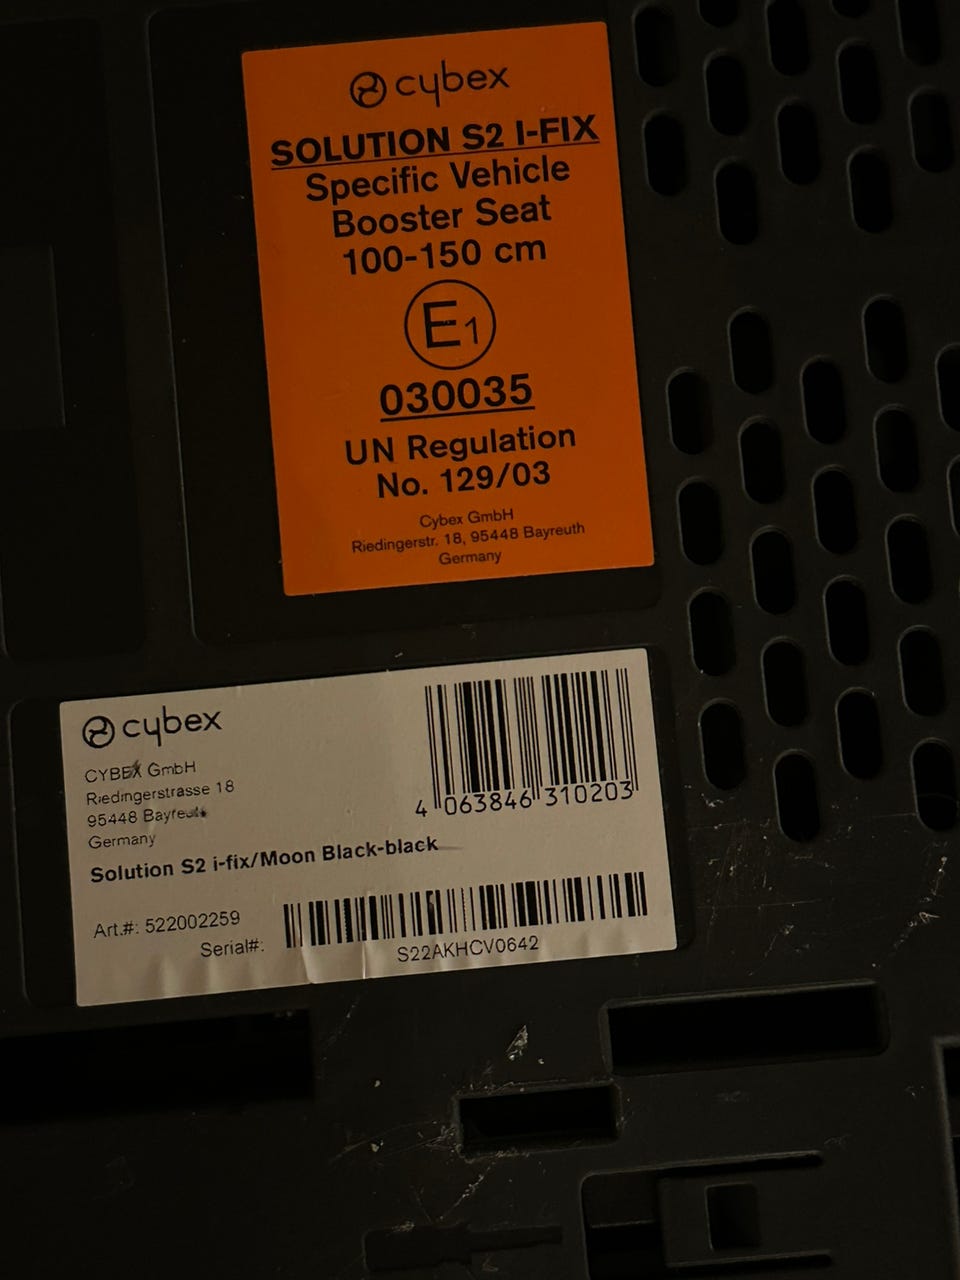 cybex
SOLUTION S2 I-FIX
Specific Vehicle
Booster Seat
100-150 cm
E1
030035
UN Regulation
No. 129/03
Cybex GmbH
Riedingerstr. 18, 95448 Bayreuth
Germany
cybex
CYBEX GmbH
Riedingerstrasse 18
95448 Bayreuth
Germany
4 063846 310203
Solution S2 i-fix/Moon Black-black
Art.#: 522002259
Serial#:
S22AKHCV0642